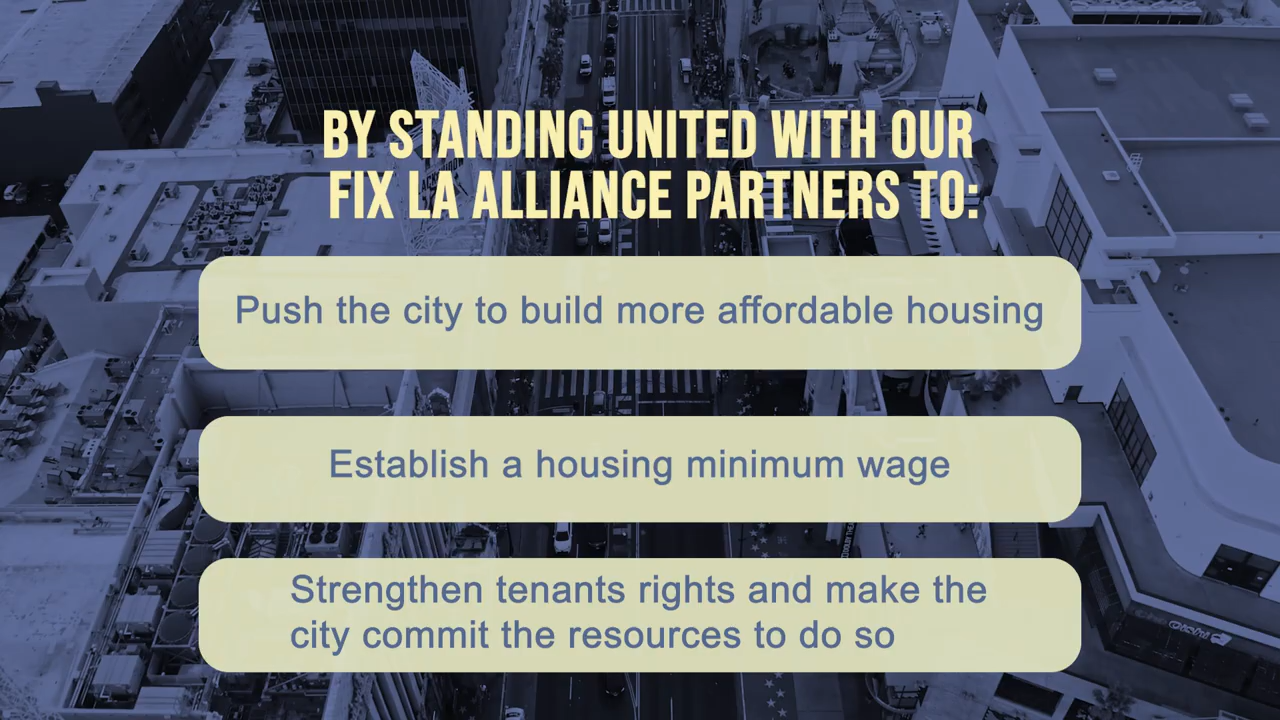 BY STANDING UNITED WITH OUR
FIX LA ALLIANCE PARTNERS TO:
Push the city to build more affordable housing
Establish a housing minimum wage
Strengthen tenants rights and make the
city commit the resources to do so